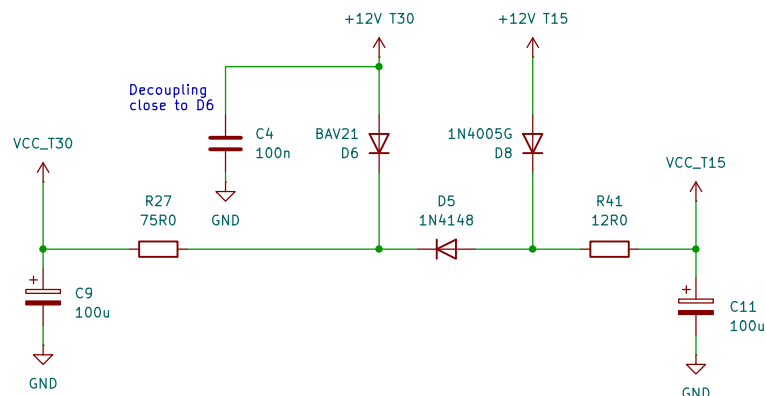 +12V T30
+12V T15
Decoupling
close to D6
C4
100n
BAV21
D6
1N4005G
D8
VCC_T30
VCC_T15
R27
75R0
GND
D5
1N4148
R41
12R0
+
C9
100u
+
C11
100u
GND
GND